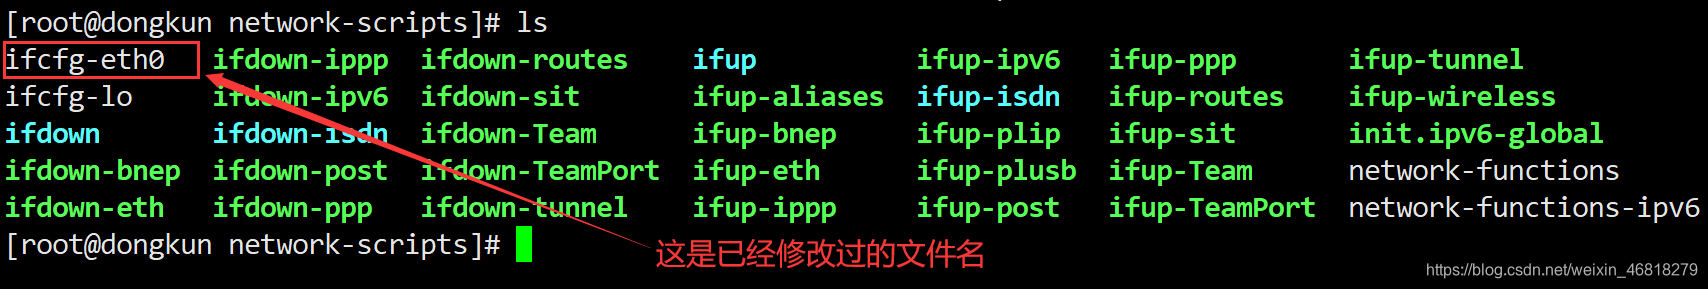 [root@dongkun network-scripts]# ls
ifcfg-eth0 ifdown-ippp ifdown-routes ifup ifup-ipv6 ifup-ppp ifup-tunnel
ifcfg-lo ifdown-ipv6 ifdown-sit ifup-aliases ifup-isdn ifup-routes ifup-wireless
ifdown ifdown-isdn ifdown-Team ifup-bnep ifup-plip ifup-sit init.ipv6-global
ifdown-bnep ifdown-post ifdown-TeamPort ifup-eth ifup-plusb ifup-Team network-functions
ifdown-eth ifdown-ppp ifdown-tunnel ifup-ippp ifup-post ifup-TeamPort network-functions-ipv6
[root@dongkun network-scripts]#
这是已经修改过的文件名
https://blog.csdn.net/weixin_46818279